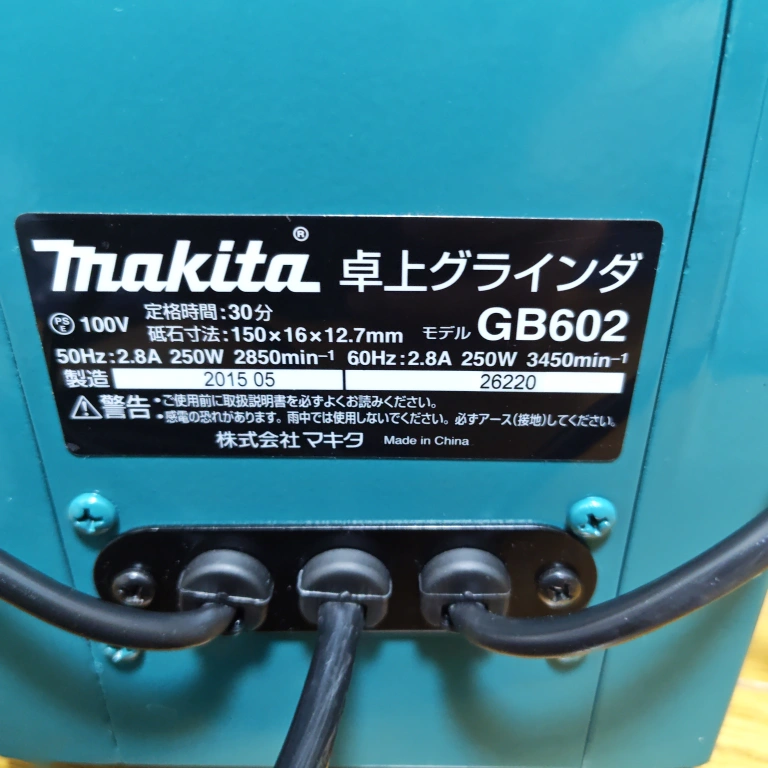 makita® 卓上グラインダ
PSE 100V 定格時間:30分
砥石寸法:150×16×12.7mm モデル GB602
50Hz:2.8A 250W 2850min⁻¹ 60Hz:2.8A 250W 3450min⁻¹
製造 2015 05 26220
⚠警告 •ご使用前に取扱説明書を必ずよくお読みください。
•感電の恐れがあります。雨中では使用しないでください。必ずアース(接地)してください。
株式会社マキタ Made in China